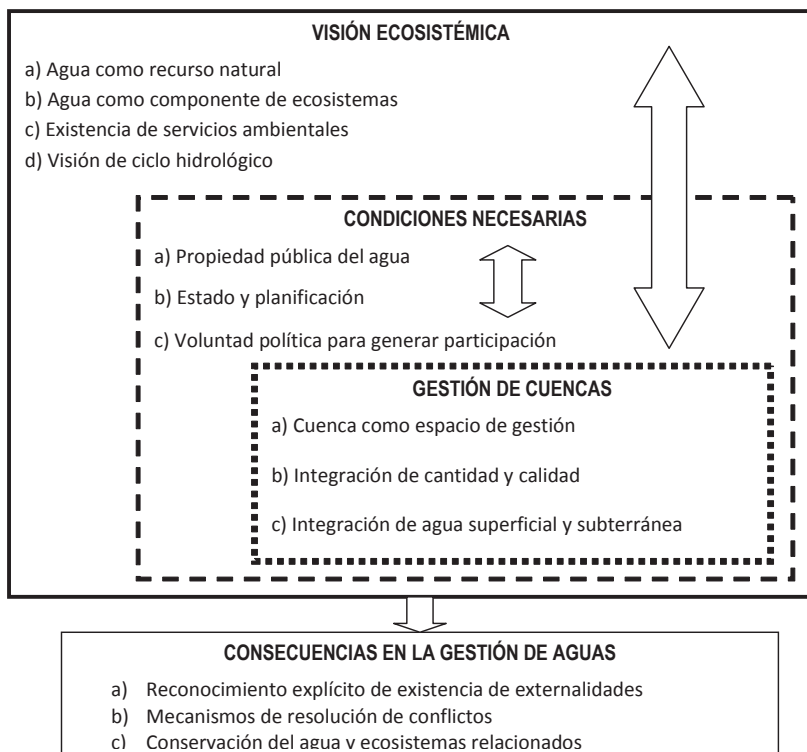 VISIÓN ECOSISTÉMICA
a) Agua como recurso natural
b) Agua como componente de ecosistemas
c) Existencia de servicios ambientales
d) Visión de ciclo hidrológico
CONDICIONES NECESARIAS
a) Propiedad pública del agua
b) Estado y planificación
c) Voluntad política para generar participación
GESTIÓN DE CUENCAS
a) Cuenca como espacio de gestión
b) Integración de cantidad y calidad
c) Integración de agua superficial y subterránea
CONSECUENCIAS EN LA GESTIÓN DE AGUAS
a) Reconocimiento explícito de existencia de externalidades
b) Mecanismos de resolución de conflictos
c) Conservación del agua y ecosistemas relacionados